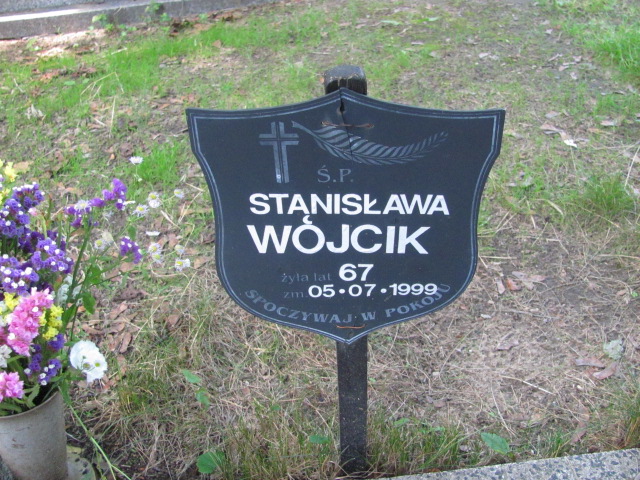 Ś.P.
STANISŁAWA
WÓJCIK
żyła lat 67
zm. 05•07•1999
SPOCZYWAJ W POKOJU